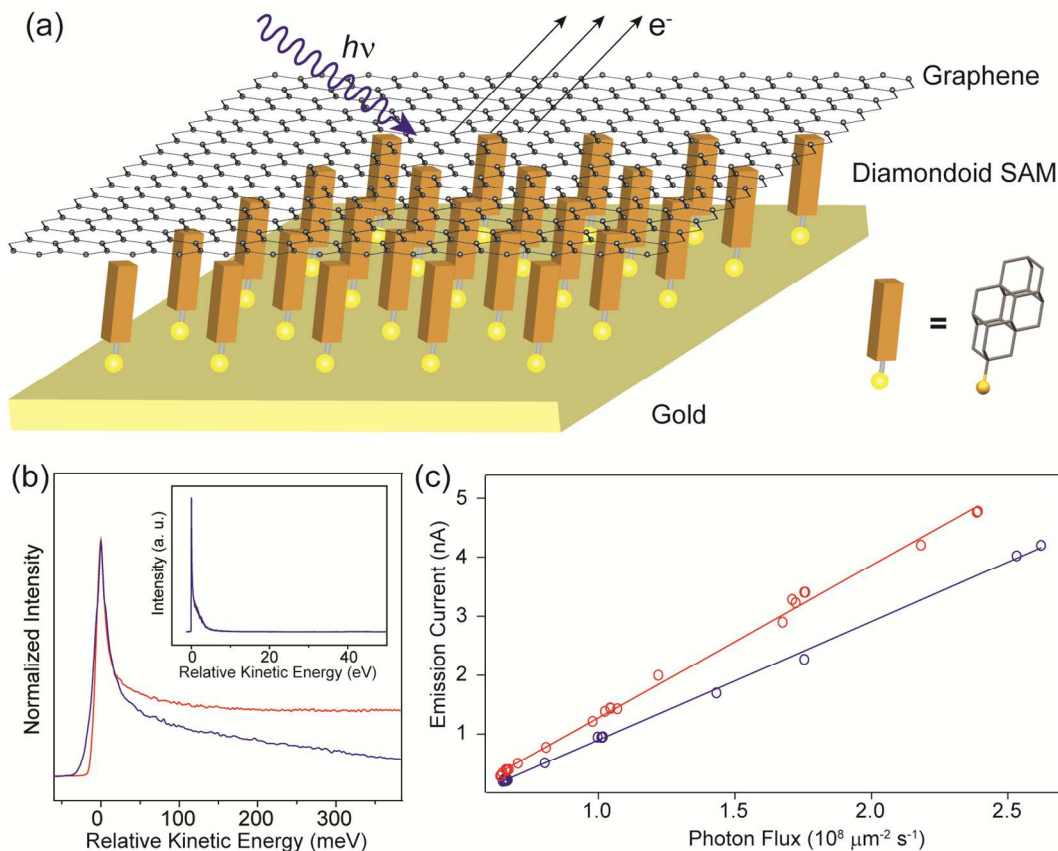 (a)
hν
e-
Graphene
Diamondoid SAM
=
Gold
(b)
Normalized Intensity
Intensity (a. u.)
0 20 40
Relative Kinetic Energy (eV)
0 100 200 300
Relative Kinetic Energy (meV)
(c)
Emission Current (nA)
5
4
3
2
1
1.0 1.5 2.0 2.5
Photon Flux (10⁸ μm⁻² s⁻¹)